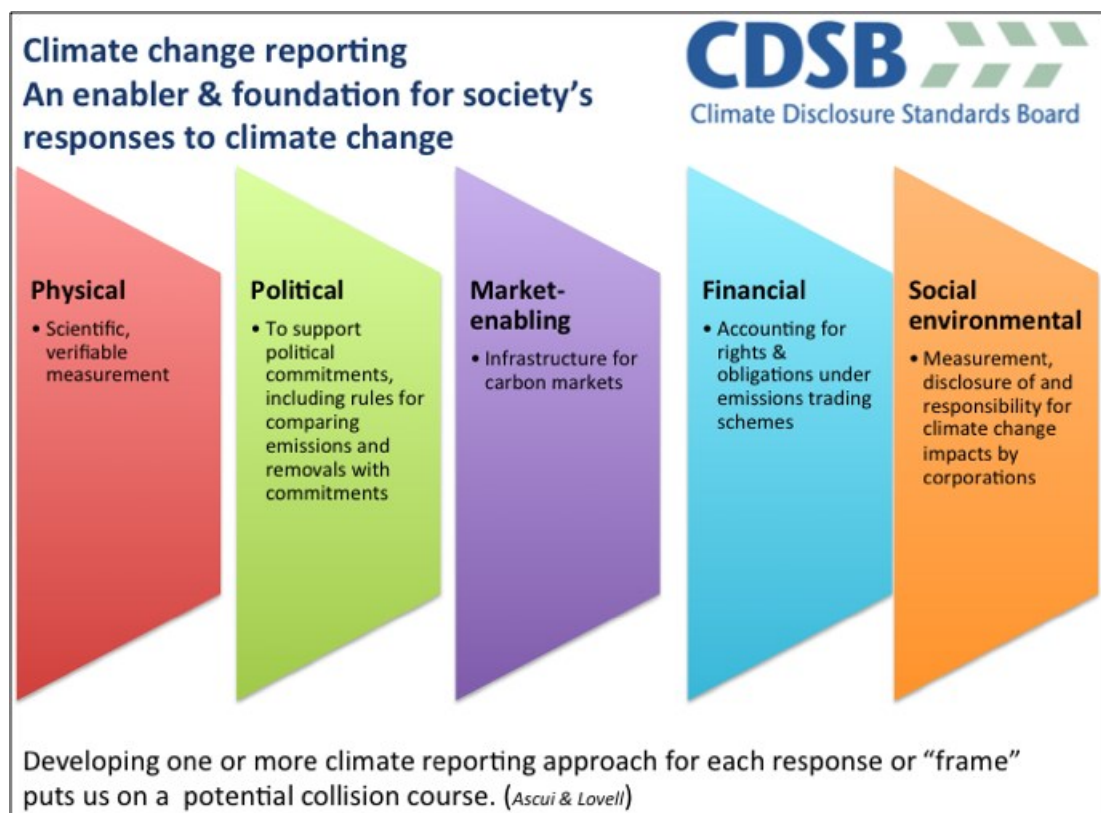 Climate change reporting
An enabler & foundation for society's
responses to climate change
CDSB
Climate Disclosure Standards Board
Physical
• Scientific,
verifiable
measurement
Political
• To support
political
commitments,
including rules for
comparing
emissions and
removals with
commitments
Market-
enabling
• Infrastructure for
carbon markets
Financial
• Accounting for
rights &
obligations under
emissions trading
schemes
Social
environmental
• Measurement,
disclosure of and
responsibility for
climate change
impacts by
corporations
Developing one or more climate reporting approach for each response or “frame”
puts us on a potential collision course. (Ascui & Lovell)